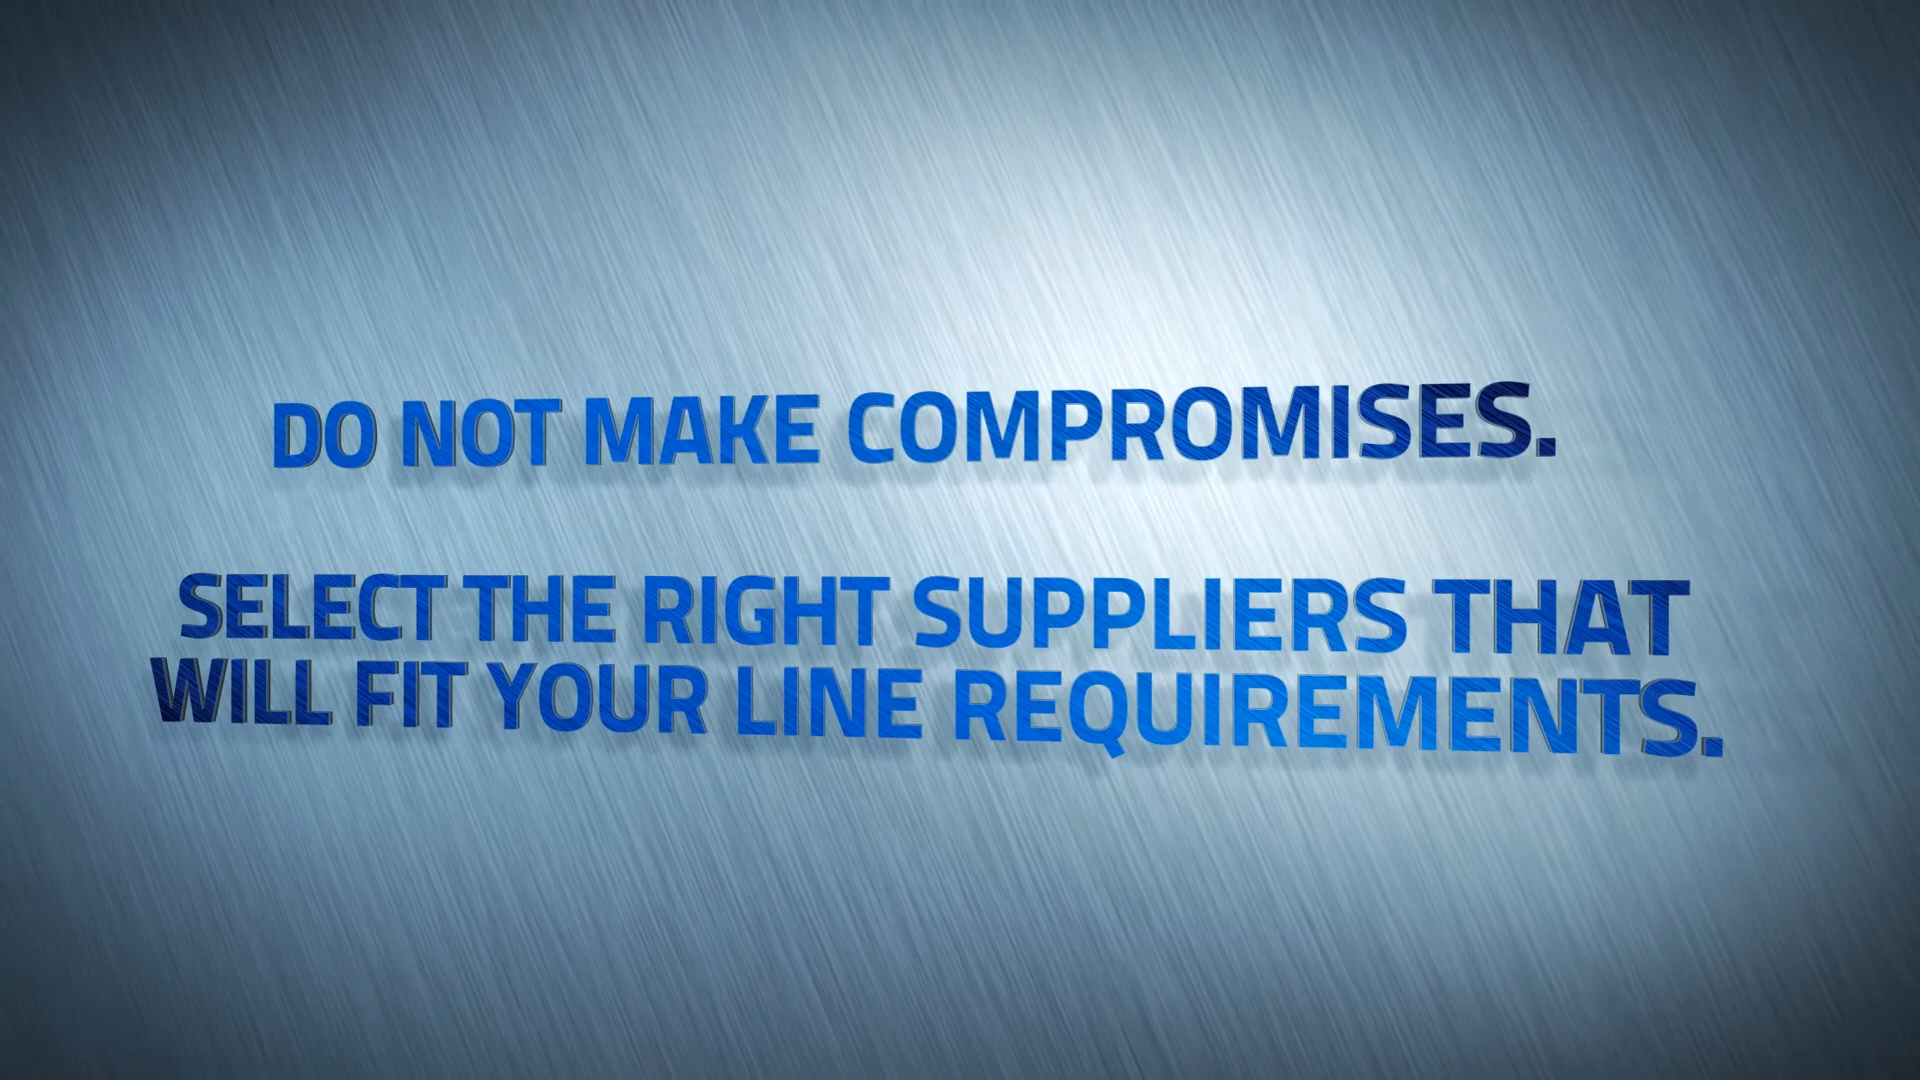 DO NOT MAKE COMPROMISES.
SELECT THE RIGHT SUPPLIERS THAT
WILL FIT YOUR LINE REQUIREMENTS.